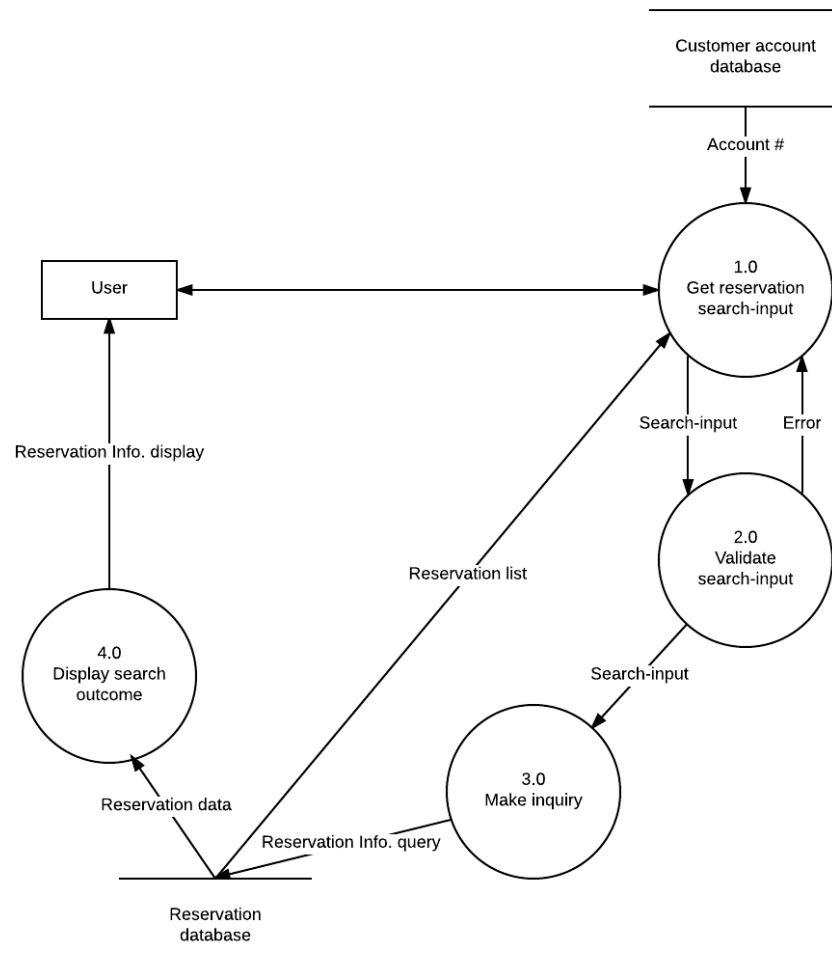 Customer account
database
Account #
1.0
Get reservation
search-input
User
Search-input
Error
Reservation Info. display
2.0
Validate
search-input
Reservation list
4.0
Display search
outcome
Search-input
3.0
Make inquiry
Reservation data
Reservation Info. query
Reservation
database